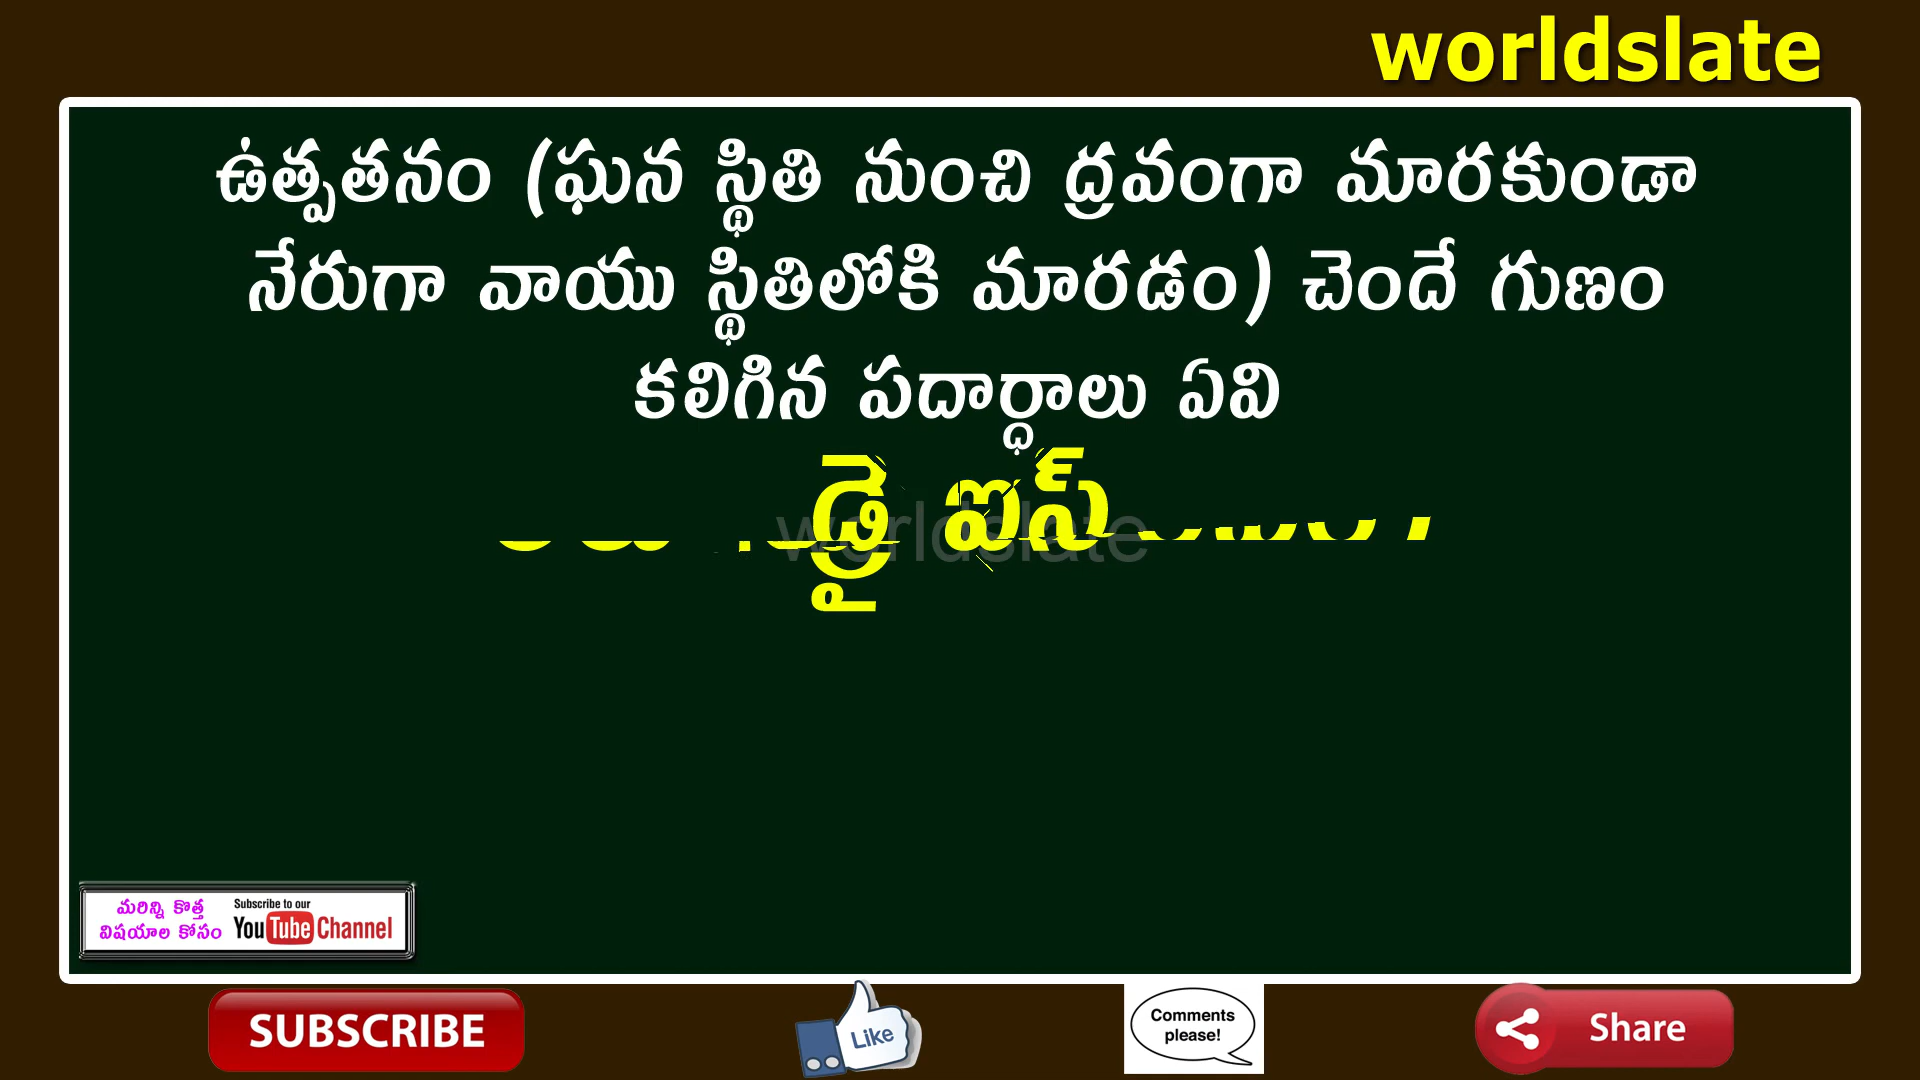 worldslate
ఉత్పతనం (ఘన స్థితి నుంచి ద్రవంగా మారకుండా
నేరుగా వాయు స్థితిలోకి మారడం) చెందే గుణం
కలిగిన పదార్ధాలు ఏవి
డ్రై ఐస్
worldslate
మరిన్ని కొత్త
విషయాల కోసం
Subscribe to our
YouTube Channel
SUBSCRIBE
Like
Comments
please!
Share